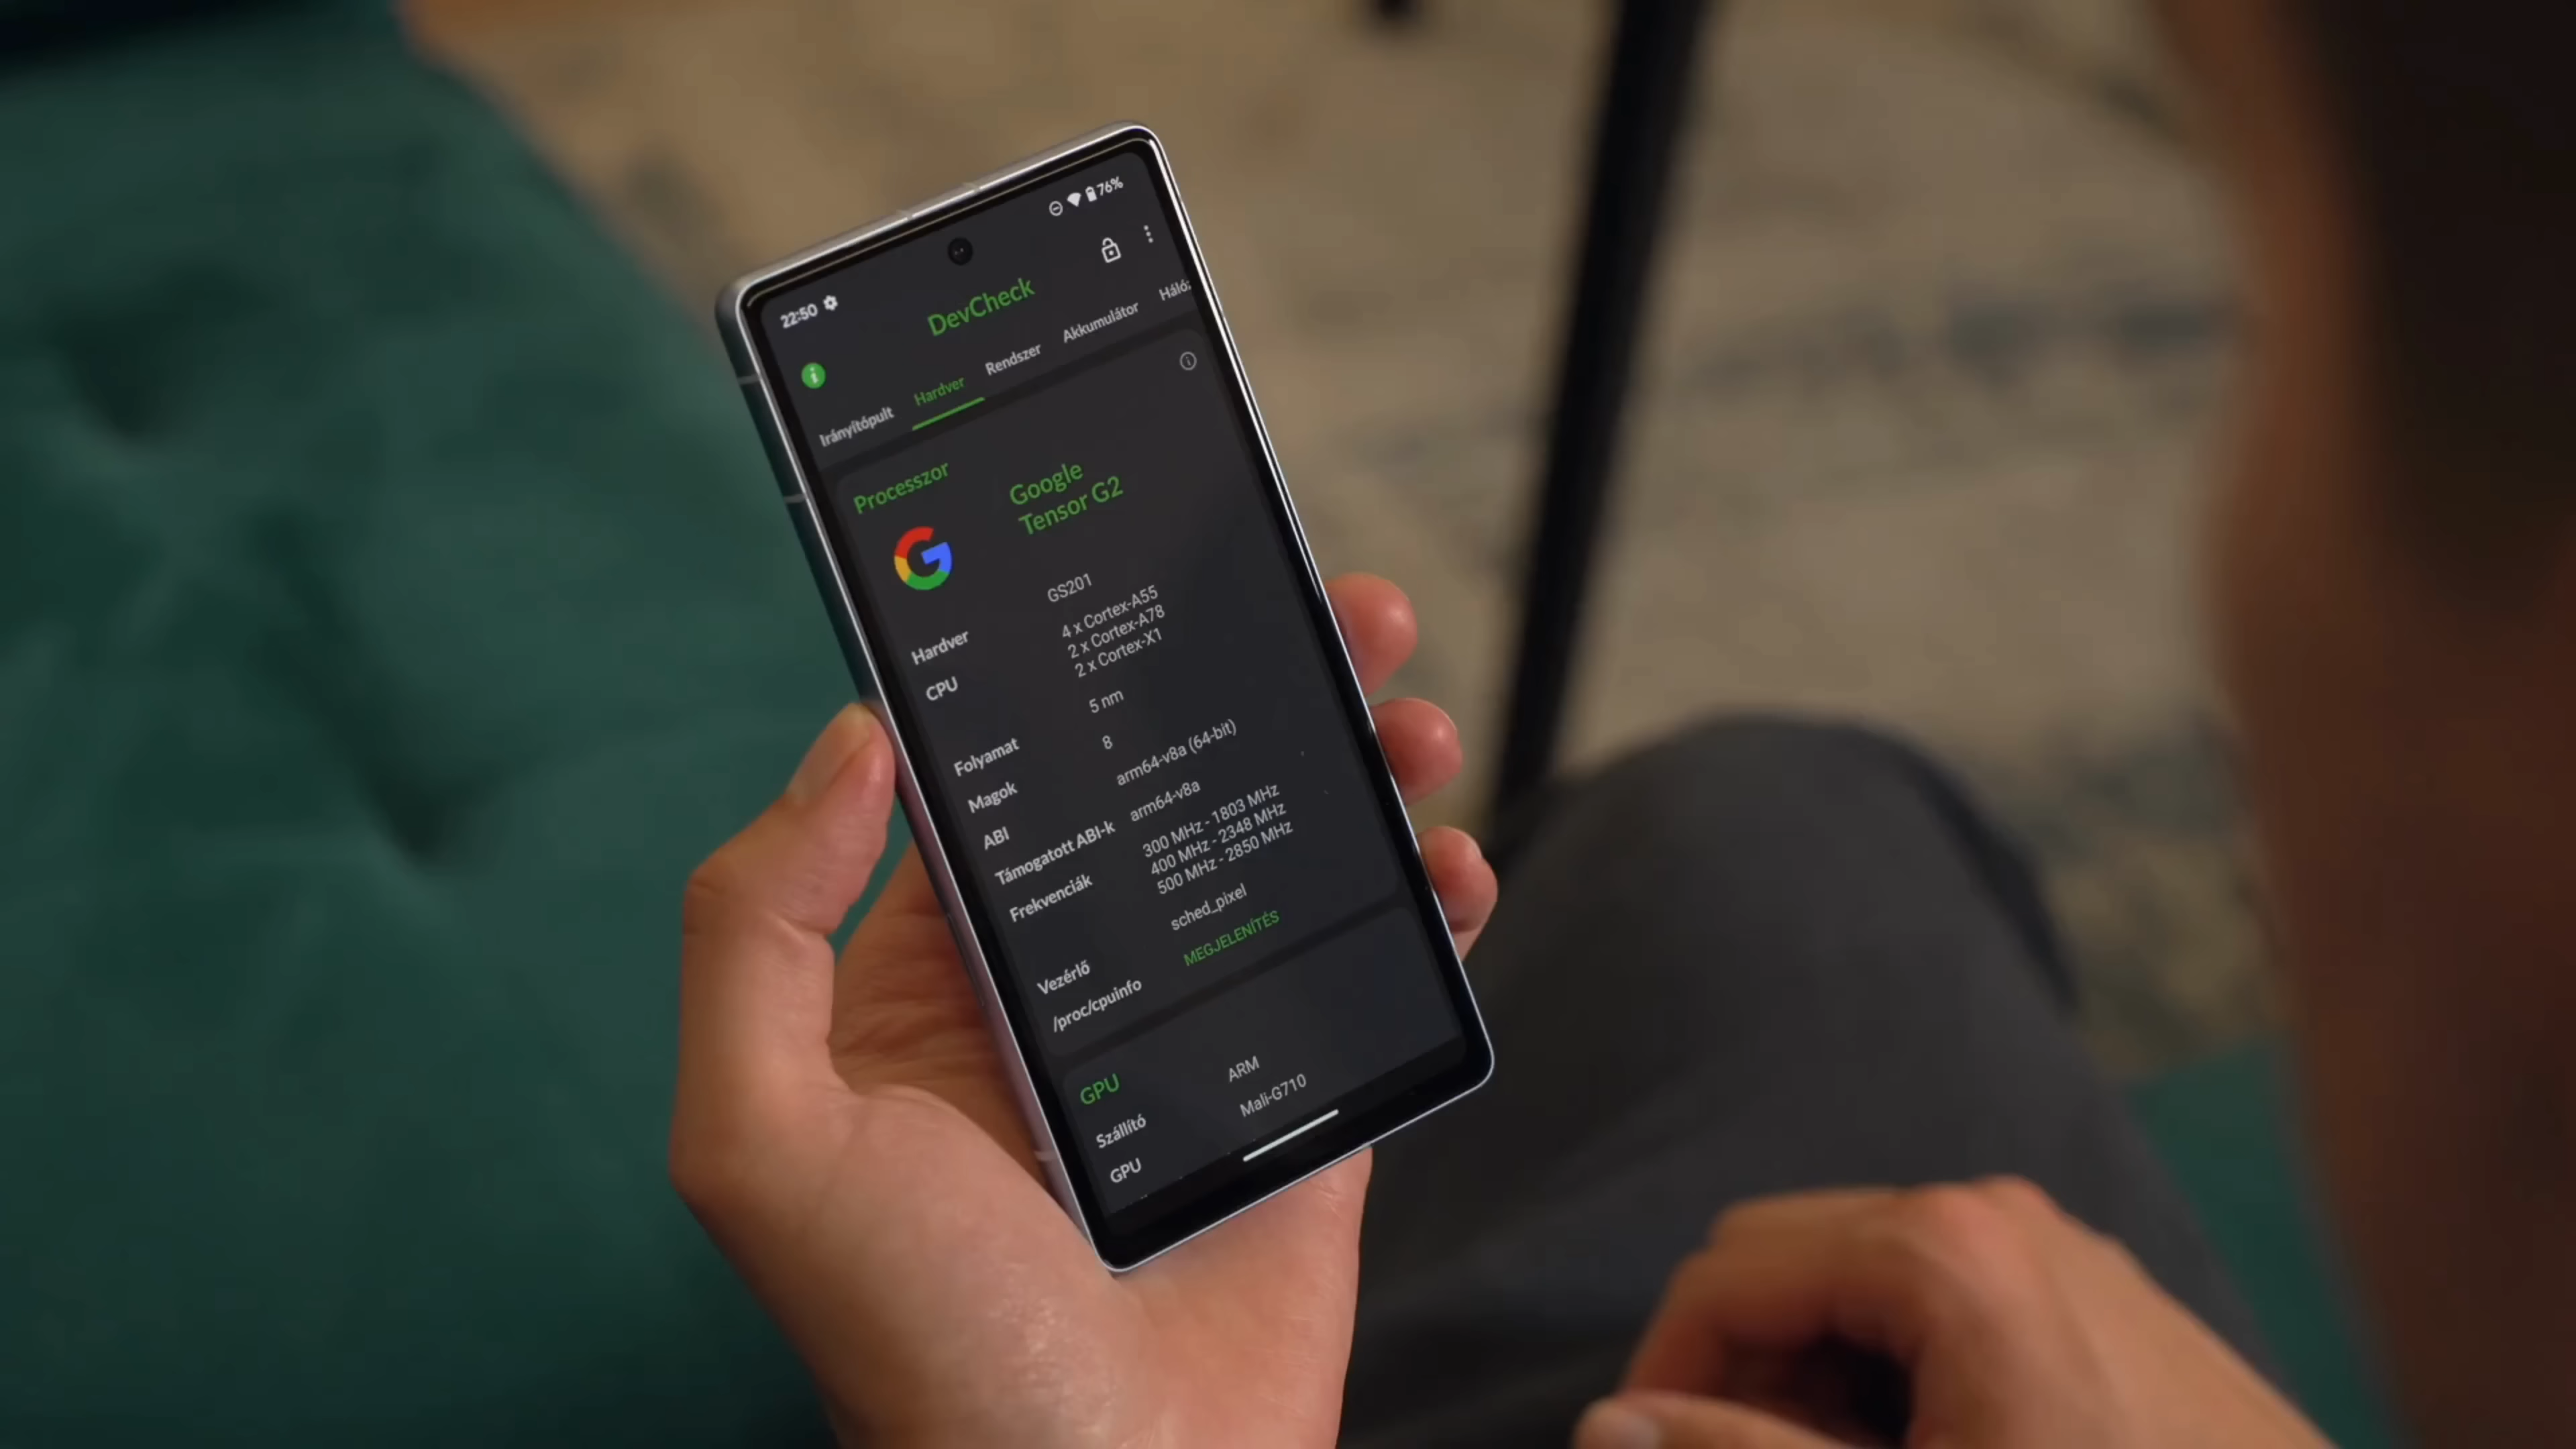 22:50
76%
DevCheck
Irányítópult Hardver Rendszer Akkumulátor Háló
Processzor
Google
Tensor G2
Hardver GS201
CPU 4 x Cortex-A55
2 x Cortex-A78
2 x Cortex-X1
Folyamat 5 nm
Magok 8
ABI arm64-v8a (64-bit)
Támogatott ABI-k arm64-v8a
Frekvenciák 300 MHz - 1803 MHz
400 MHz - 2348 MHz
500 MHz - 2850 MHz
Vezérlő sched_pixel
/proc/cpuinfo MEGJELENÍTÉS
GPU
Szállító ARM
GPU Mali-G710